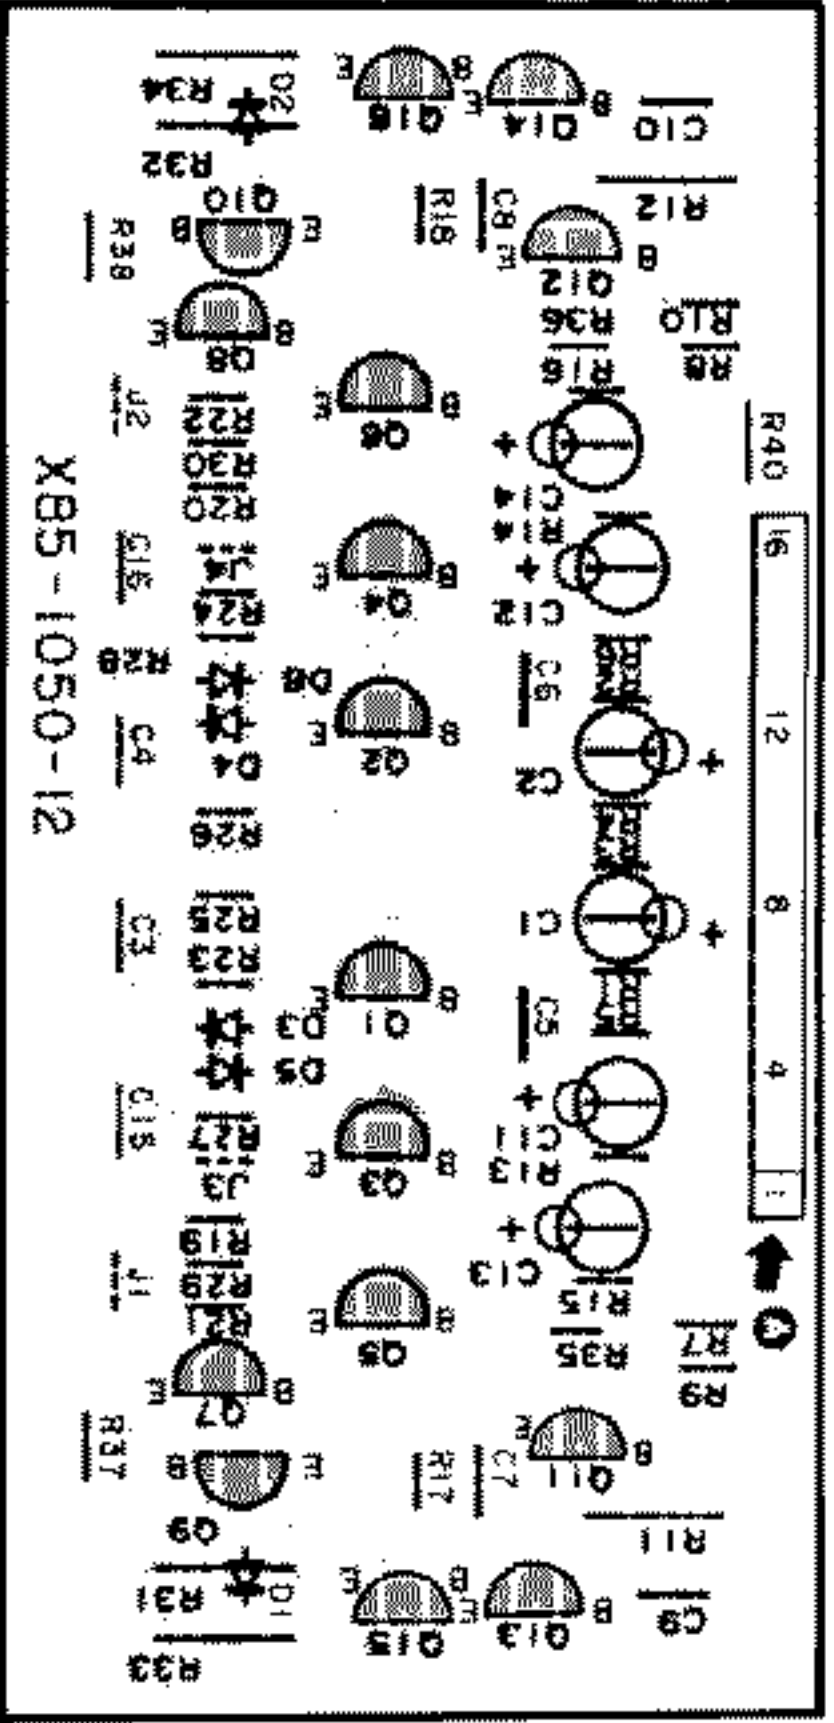 R34
D2
E
B
Q16
E
B
Q14
C10
R32
Q10
B
E
R38
R18
C8
R12
E
B
Q12
E
B
Q8
R36
R10
R8
R16
J2
R22
E
B
Q6
+
R40
R30
R20
C14
R14
X85-1050-12
C16
J4
R24
E
B
Q4
+
C12
16
R28
D6
C6
C4
D4
E
B
Q2
C2
+
12
R26
C3
R25
R23
C1
+
8
E
B
Q1
D3
D5
C5
4
C15
R27
J3
E
B
Q3
+
C11
R13
1
R19
R29
J1
+
C13
R15
E
B
Q5
R35
R7
R9
E
B
Q7
R37
B
E
Q9
R17
C7
E
B
Q11
R11
R31
D1
E
B
Q15
E
B
Q13
C9
R33